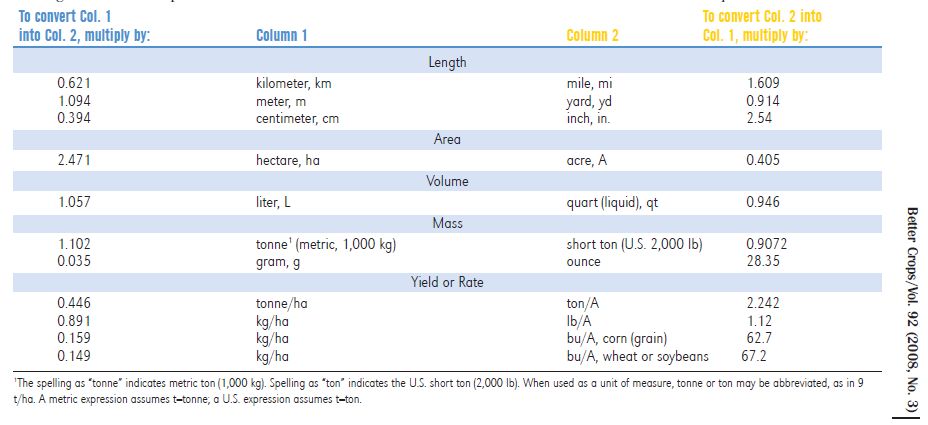 To convert Col. 1 To convert Col. 2 into
into Col. 2, multiply by: Column 1 Column 2 Col. 1, multiply by:
Length
0.621 kilometer, km mile, mi 1.609
1.094 meter, m yard, yd 0.914
0.394 centimeter, cm inch, in. 2.54
Area
2.471 hectare, ha acre, A 0.405
Volume
1.057 liter, L quart (liquid), qt 0.946
Mass
1.102 tonne¹ (metric, 1,000 kg) short ton (U.S. 2,000 lb) 0.9072
0.035 gram, g ounce 28.35
Yield or Rate
0.446 tonne/ha ton/A 2.242
0.891 kg/ha lb/A 1.12
0.159 kg/ha bu/A, corn (grain) 62.7
0.149 kg/ha bu/A, wheat or soybeans 67.2
¹The spelling as "tonne" indicates metric ton (1,000 kg). Spelling as "ton" indicates the U.S. short ton (2,000 lb). When used as a unit of measure, tonne or ton may be abbreviated, as in 9
t/ha. A metric expression assumes t=tonne; a U.S. expression assumes t=ton.
Better Crops/Vol. 92 (2008, No. 3)